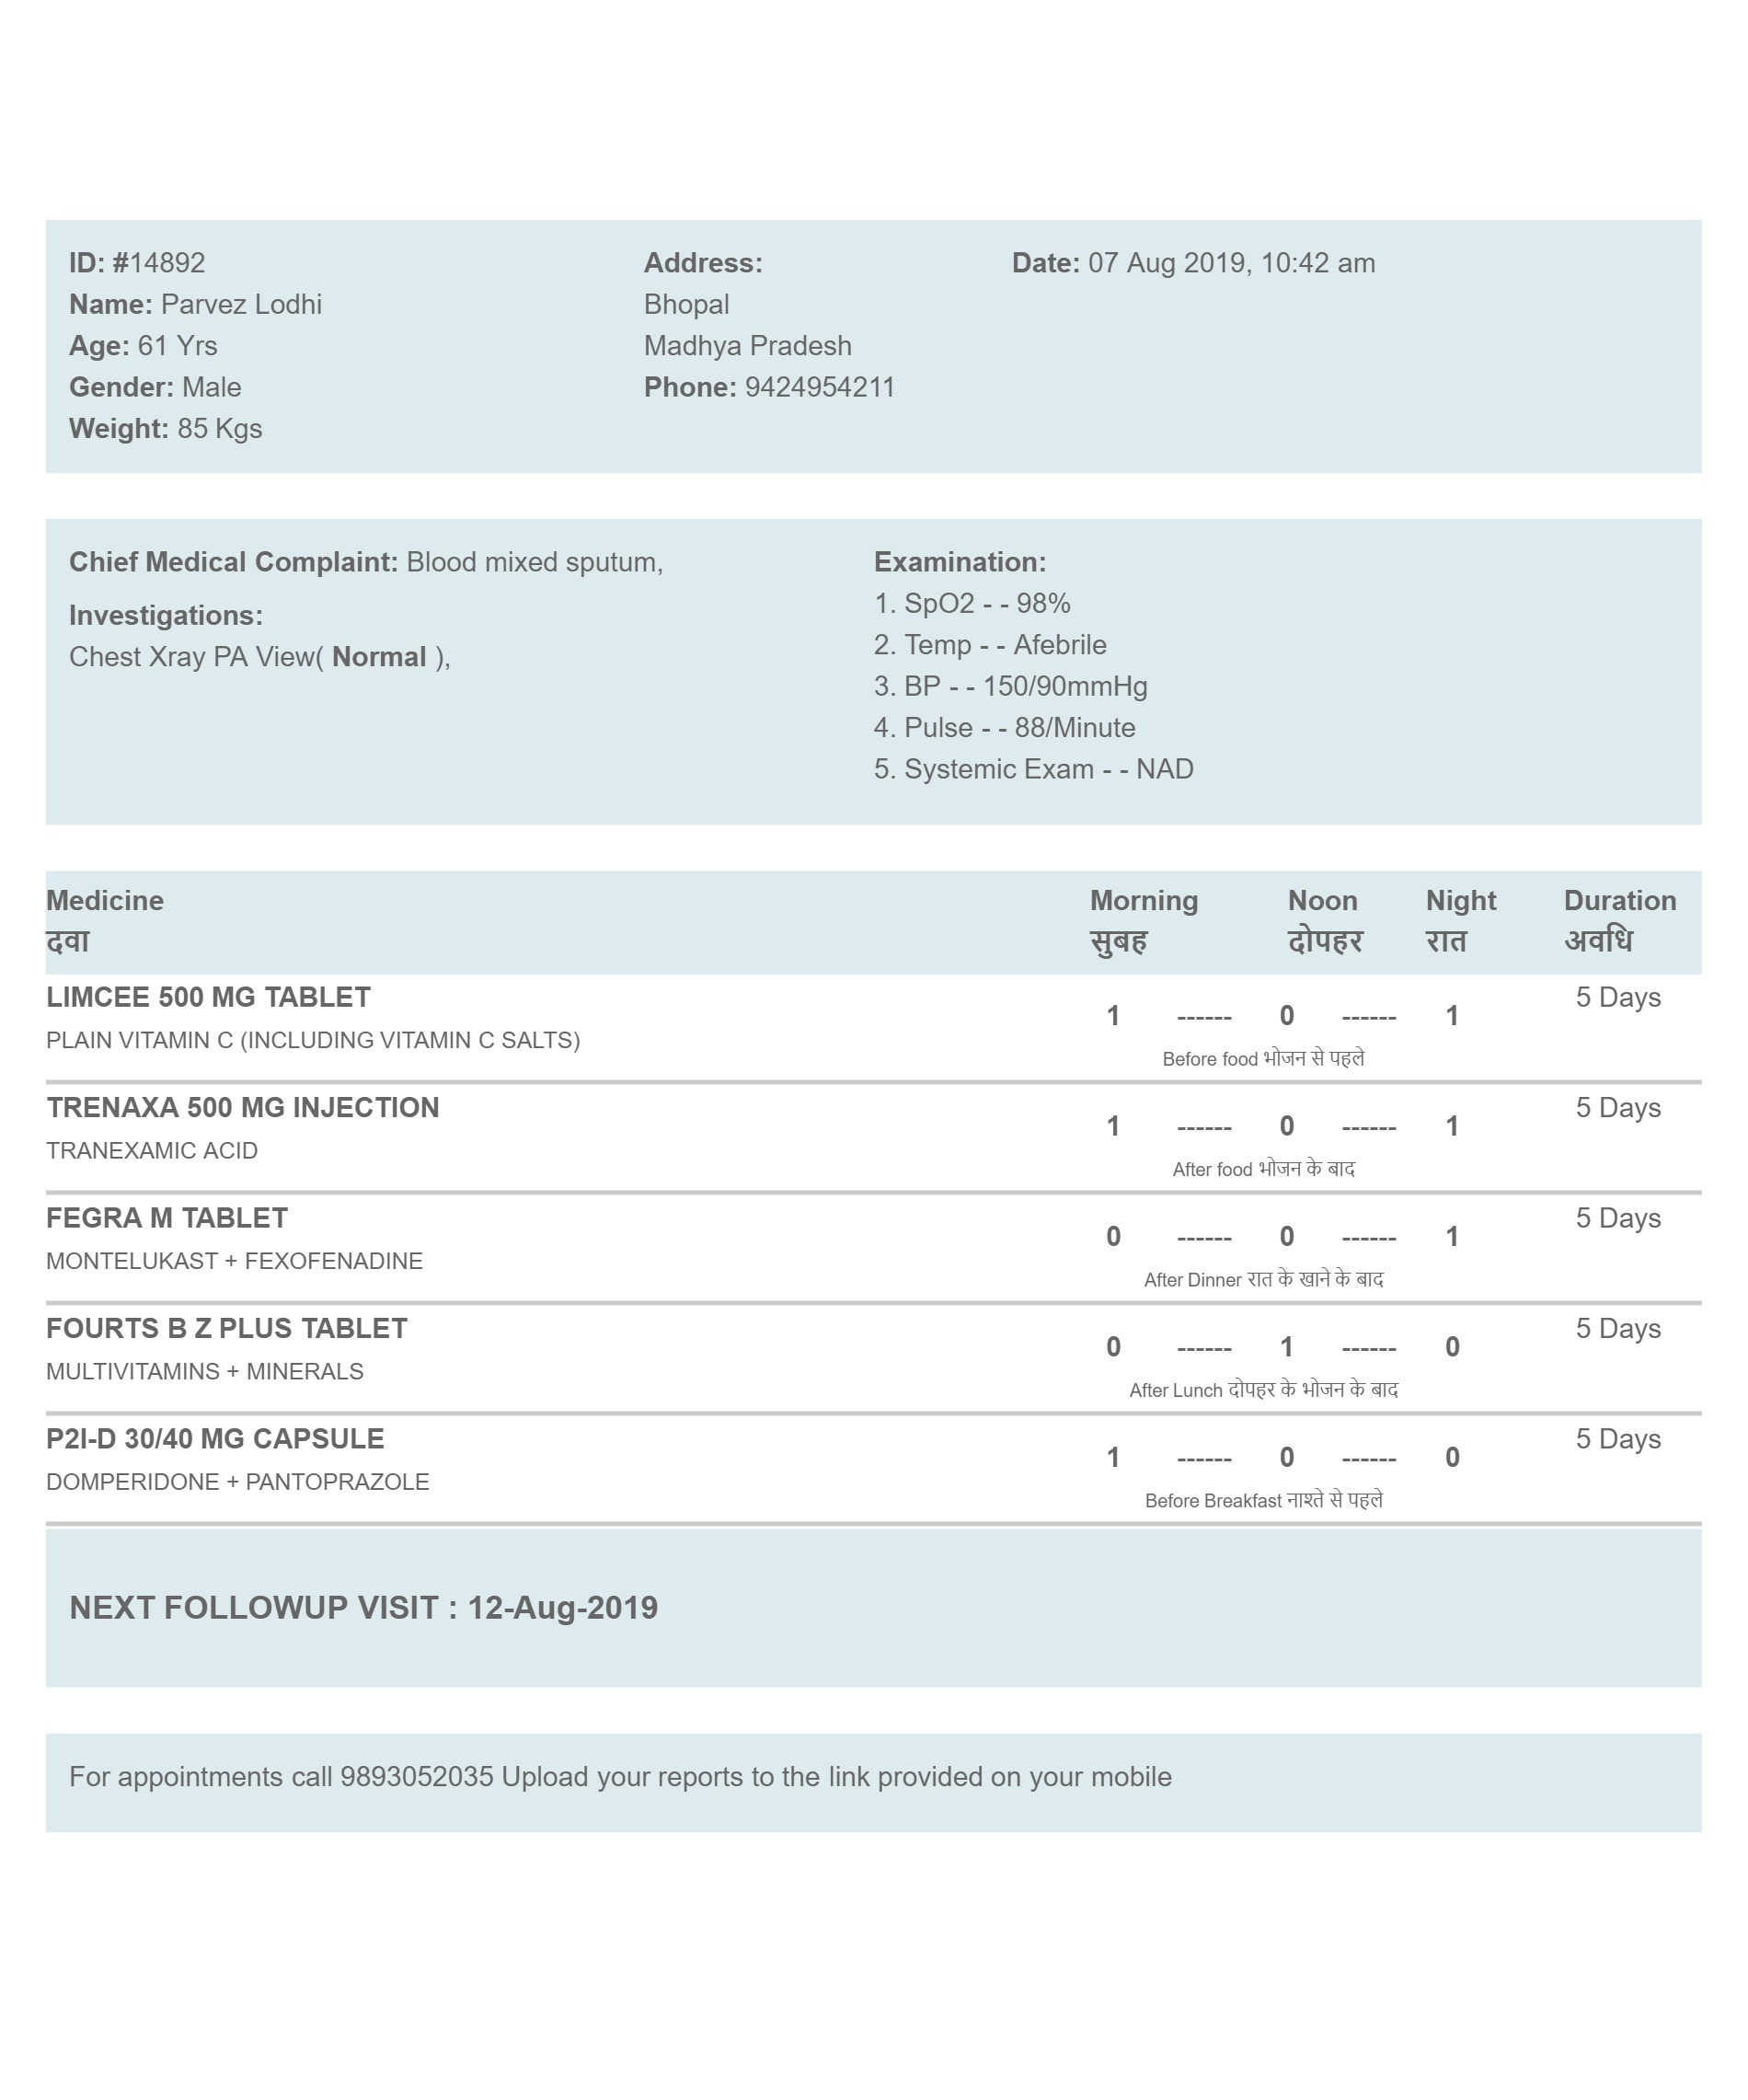 ID: #14892
Name: Parvez Lodhi
Age: 61 Yrs
Gender: Male
Weight: 85 Kgs
Address:
Bhopal
Madhya Pradesh
Phone: 9424954211
Date: 07 Aug 2019, 10:42 am
Chief Medical Complaint: Blood mixed sputum,
Investigations:
Chest Xray PA View( Normal ),
Examination:
1. SpO2 - - 98%
2. Temp - - Afebrile
3. BP - - 150/90mmHg
4. Pulse - - 88/Minute
5. Systemic Exam - - NAD
Medicine Morning Noon Night Duration
दवा सुबह दोपहर रात अवधि
LIMCEE 500 MG TABLET 5 Days
1 ------ 0 ------ 1
PLAIN VITAMIN C (INCLUDING VITAMIN C SALTS)
Before food भोजन से पहले
TRENAXA 500 MG INJECTION 5 Days
1 ------ 0 ------ 1
TRANEXAMIC ACID
After food भोजन के बाद
FEGRA M TABLET 5 Days
0 ------ 0 ------ 1
MONTELUKAST + FEXOFENADINE
After Dinner रात के खाने के बाद
FOURTS B Z PLUS TABLET 5 Days
0 ------ 1 ------ 0
MULTIVITAMINS + MINERALS
After Lunch दोपहर के भोजन के बाद
P2I-D 30/40 MG CAPSULE 5 Days
1 ------ 0 ------ 0
DOMPERIDONE + PANTOPRAZOLE
Before Breakfast नाश्ते से पहले
NEXT FOLLOWUP VISIT : 12-Aug-2019
For appointments call 9893052035 Upload your reports to the link provided on your mobile